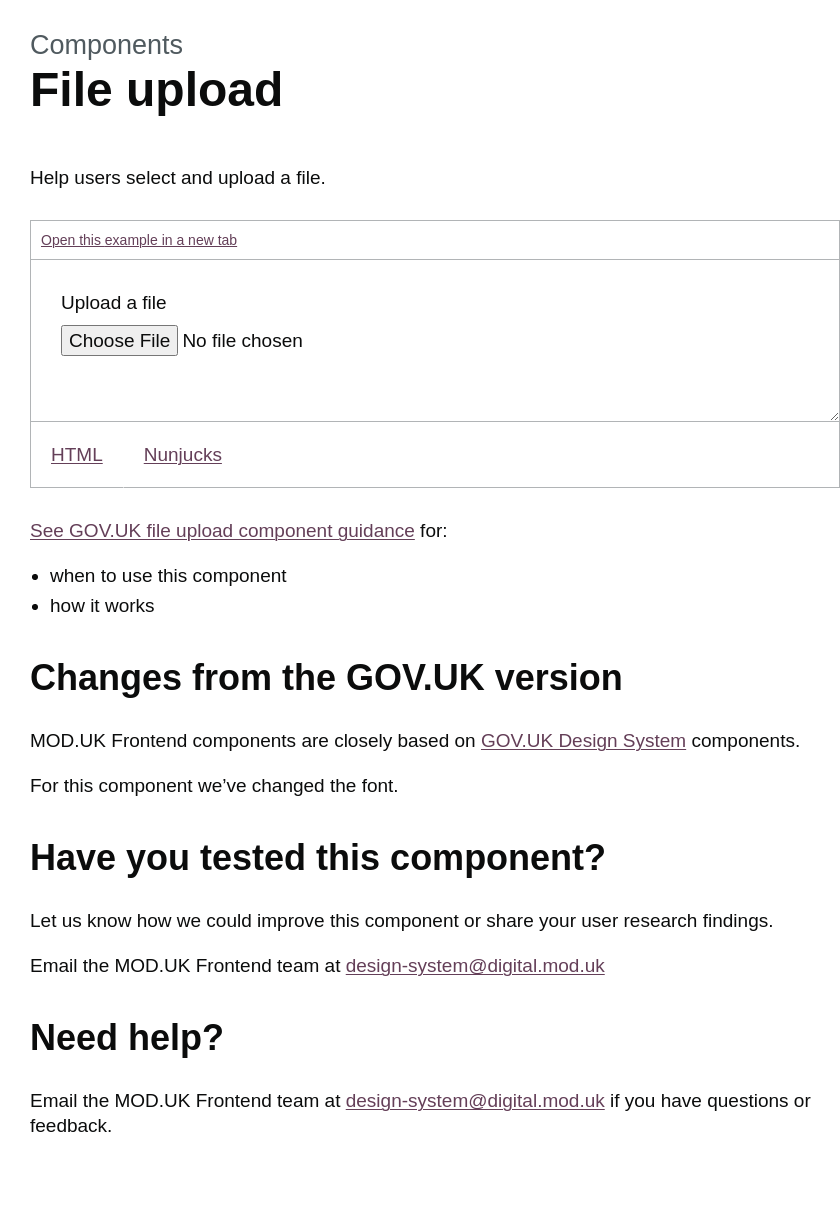 Components
File upload
Help users select and upload a file.
Open this example in a new tab
Upload a file
Choose File No file chosen
HTML Nunjucks
See GOV.UK file upload component guidance for:
• when to use this component
• how it works
Changes from the GOV.UK version
MOD.UK Frontend components are closely based on GOV.UK Design System components.
For this component we’ve changed the font.
Have you tested this component?
Let us know how we could improve this component or share your user research findings.
Email the MOD.UK Frontend team at design-system@digital.mod.uk
Need help?
Email the MOD.UK Frontend team at design-system@digital.mod.uk if you have questions or
feedback.